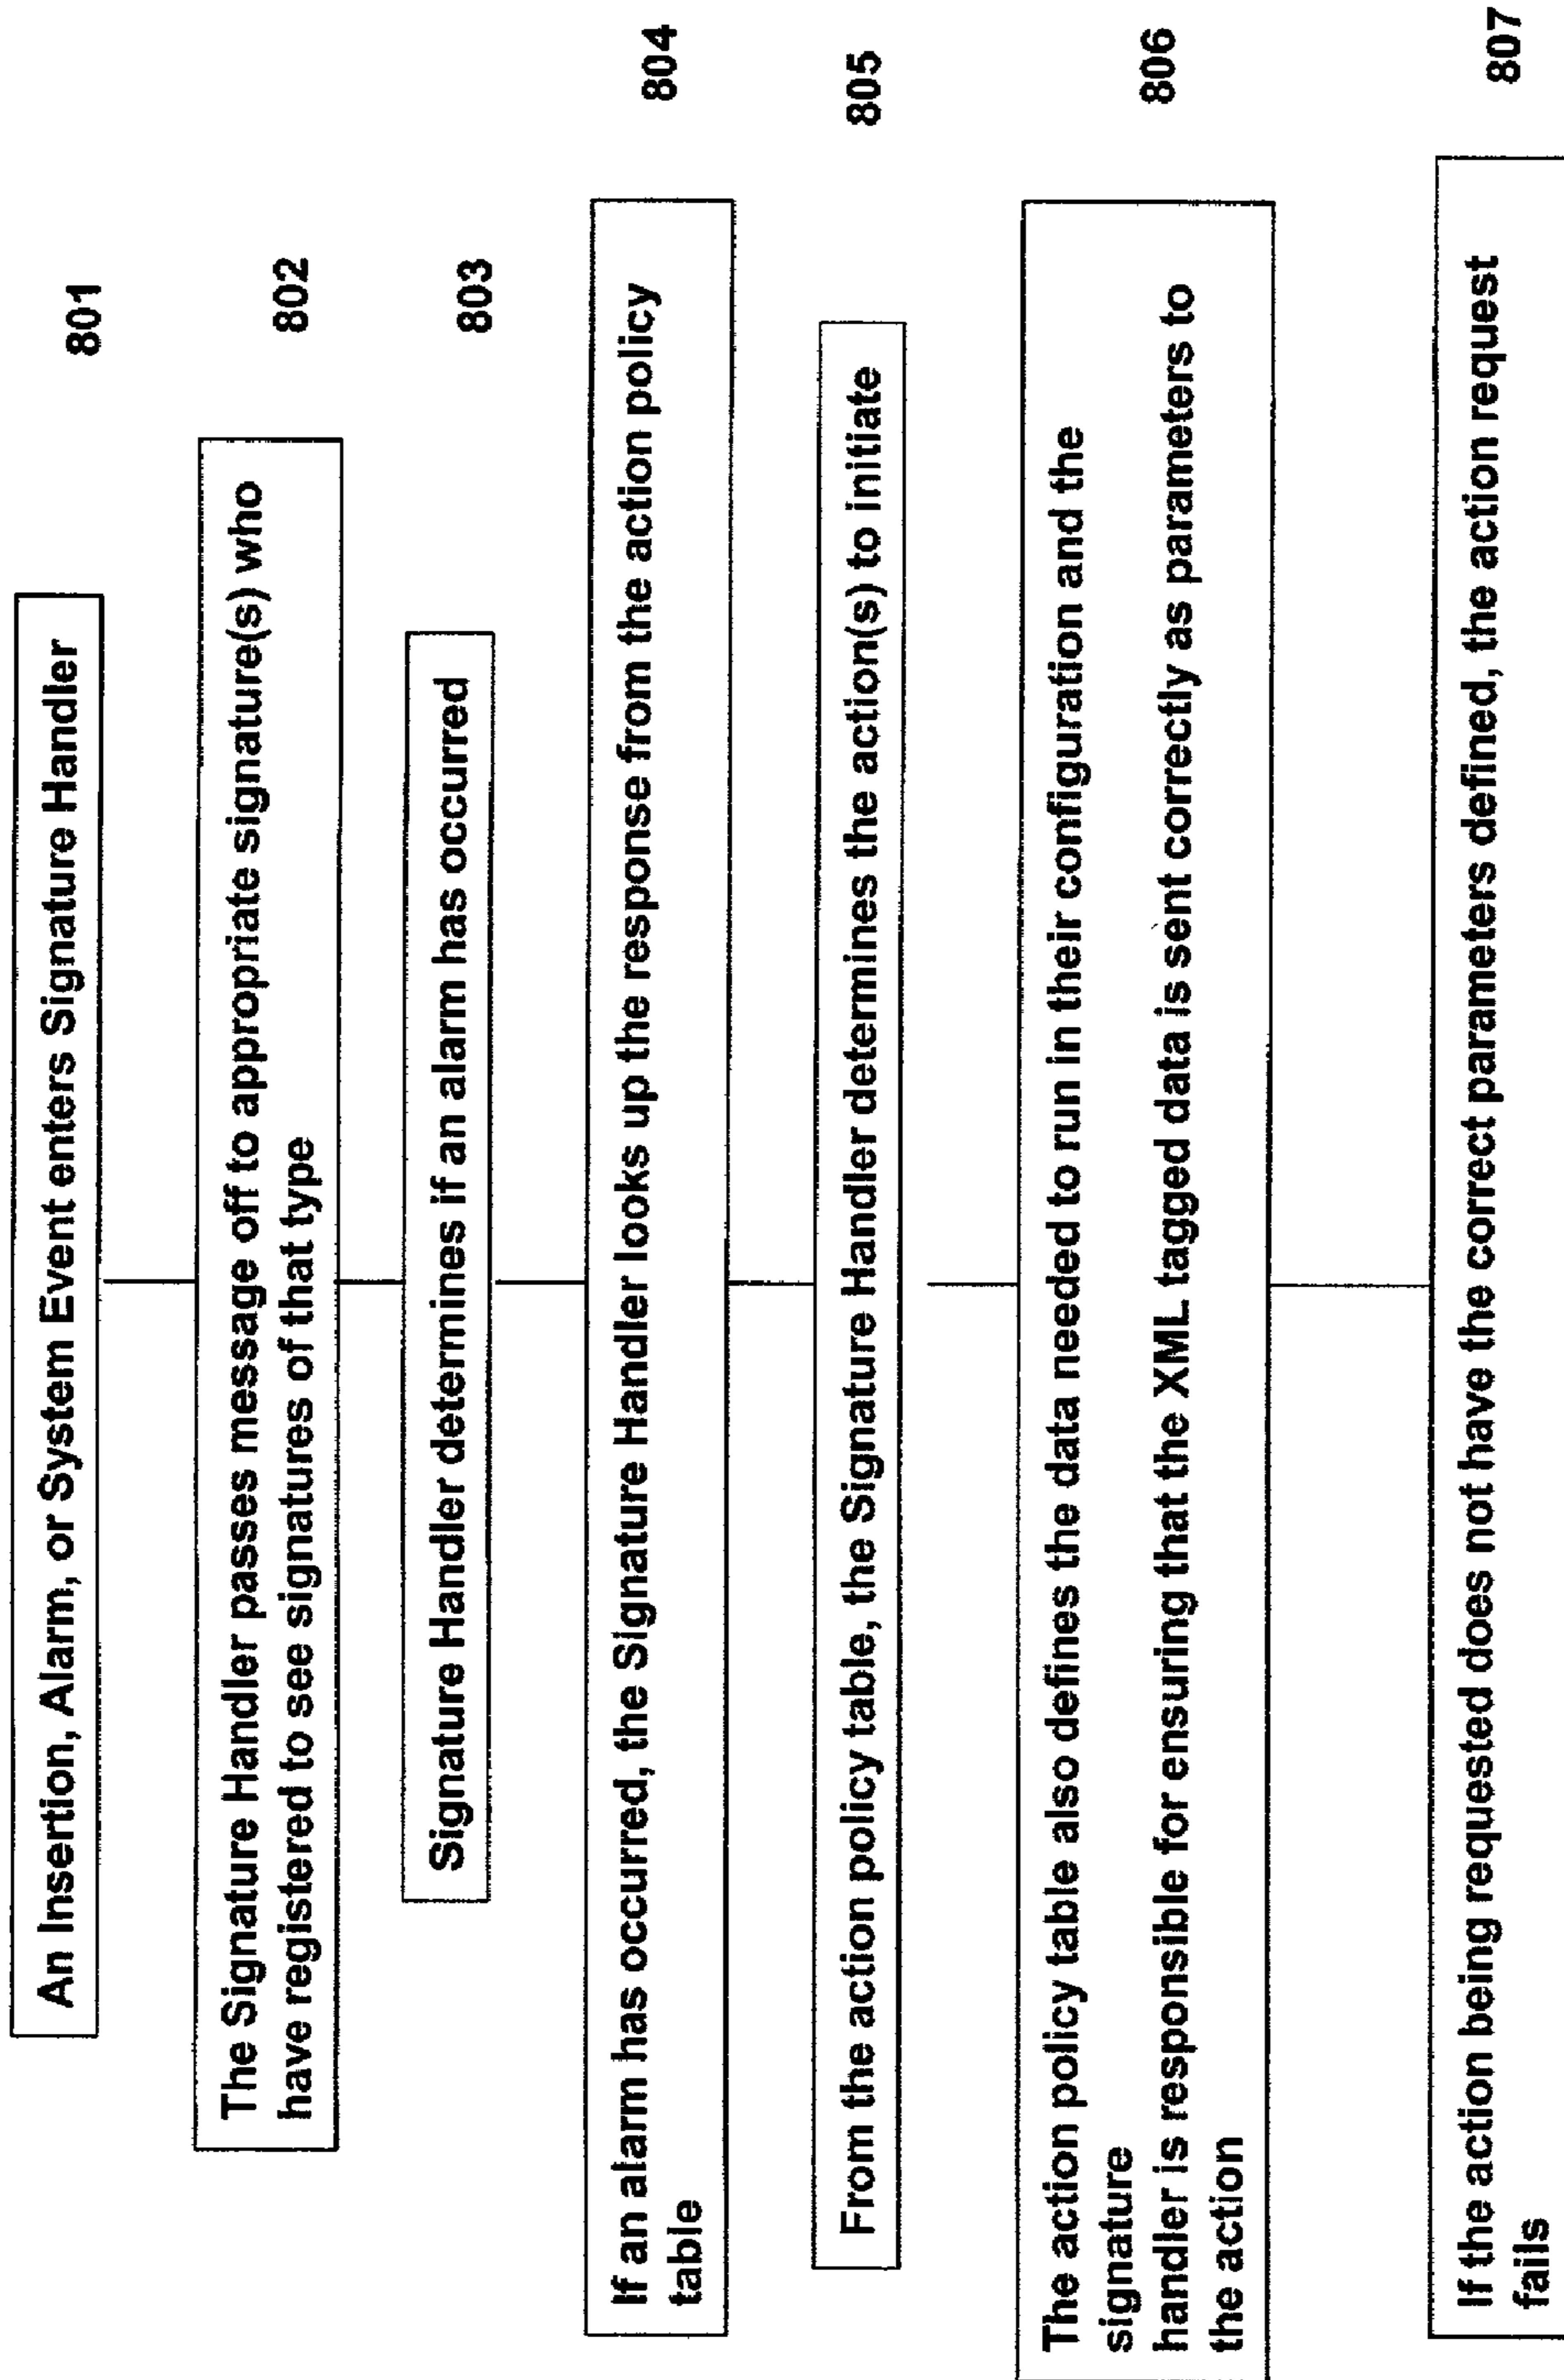 An Insertion, Alarm, or System Event enters Signature Handler
801
The Signature Handler passes message off to appropriate signature(s) who
have registered to see signatures of that type
802
Signature Handler determines if an alarm has occurred
803
If an alarm has occurred, the Signature Handler looks up the response from the action policy
table
804
From the action policy table, the Signature Handler determines the action(s) to initiate
805
The action policy table also defines the data needed to run in their configuration and the
signature
handler is responsible for ensuring that the XML tagged data is sent correctly as parameters to
the action
806
If the action being requested does not have the correct parameters defined, the action request
fails
807